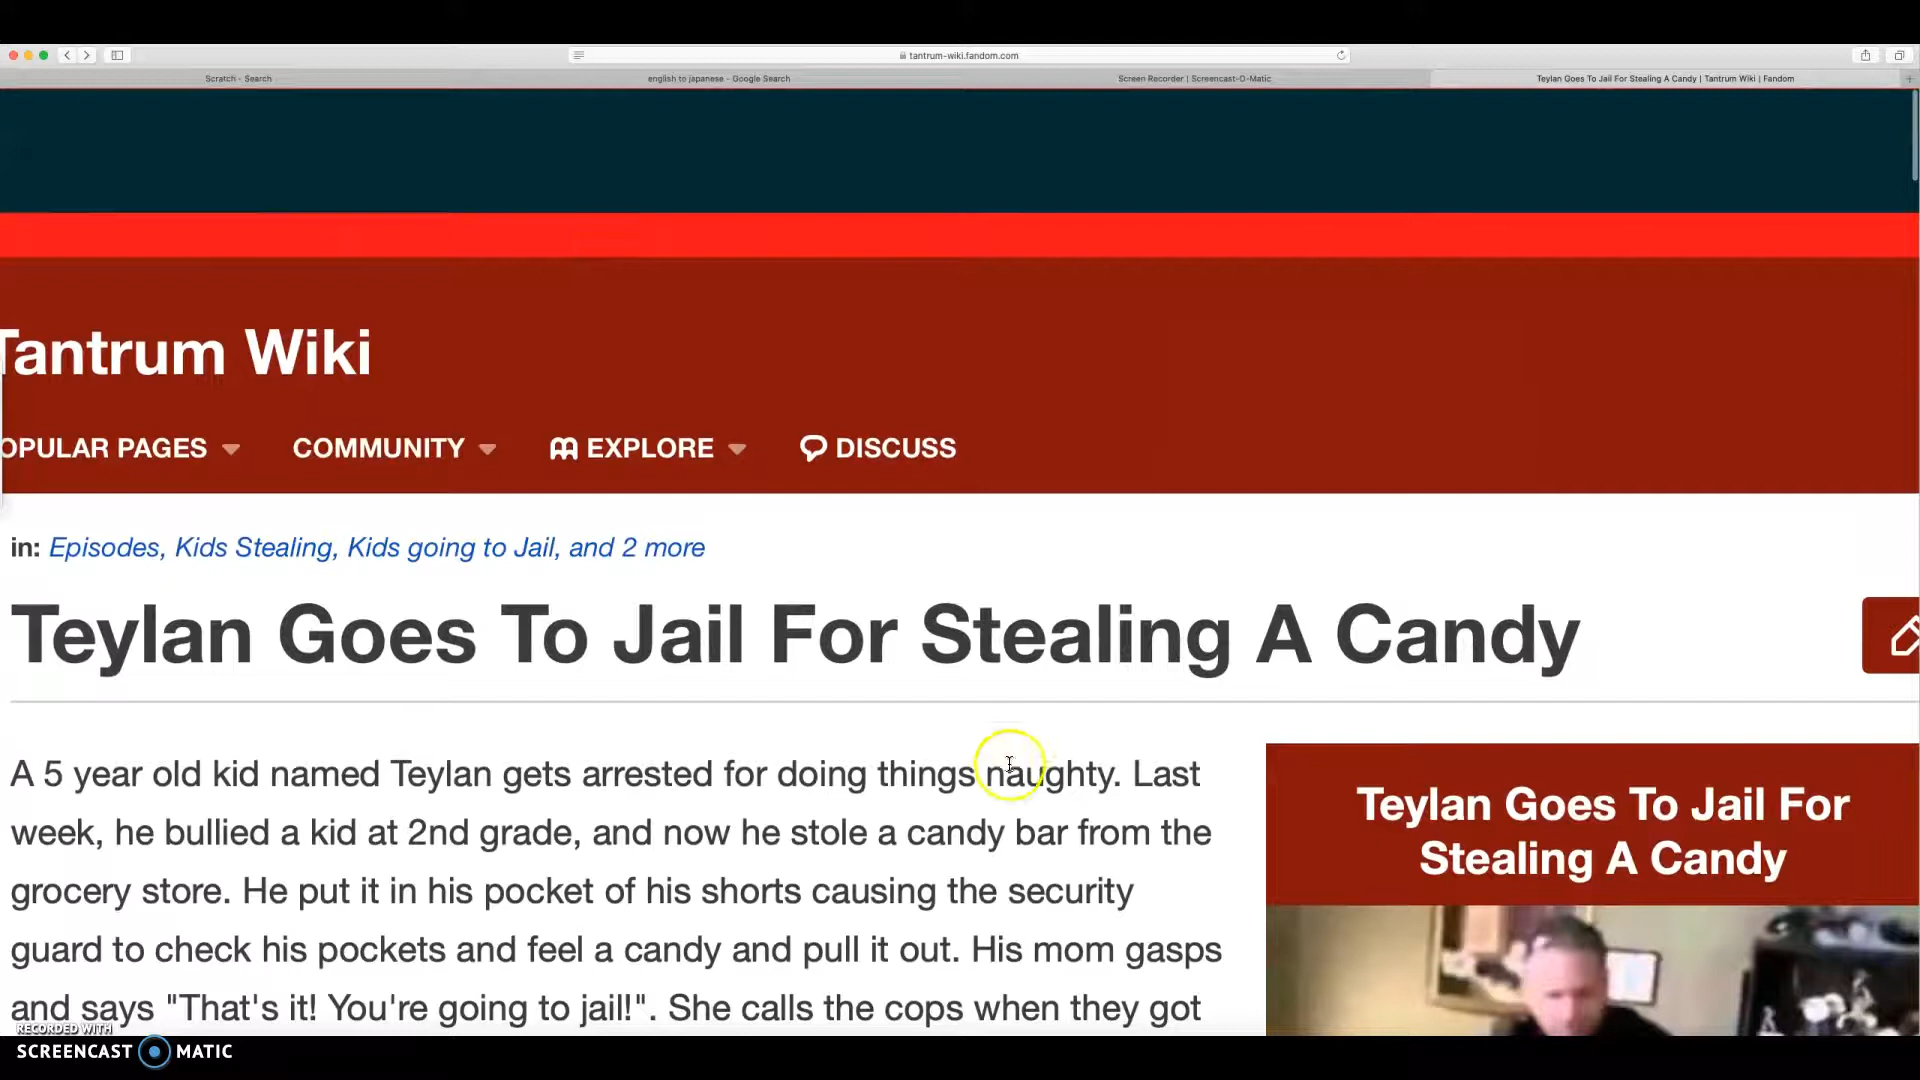 tantrum-wiki.fandom.com
Scratch - Search
english to japanese - Google Search
Screen Recorder | Screencast-O-Matic
Teylan Goes To Jail For Stealing A Candy | Tantrum Wiki | Fandom
Tantrum Wiki
OPULAR PAGES COMMUNITY EXPLORE DISCUSS
in: Episodes, Kids Stealing, Kids going to Jail, and 2 more
Teylan Goes To Jail For Stealing A Candy
A 5 year old kid named Teylan gets arrested for doing things naughty. Last
week, he bullied a kid at 2nd grade, and now he stole a candy bar from the
grocery store. He put it in his pocket of his shorts causing the security
guard to check his pockets and feel a candy and pull it out. His mom gasps
and says "That's it! You're going to jail!". She calls the cops when they got
Teylan Goes To Jail For
Stealing A Candy
RECORDED WITH
SCREENCAST MATIC